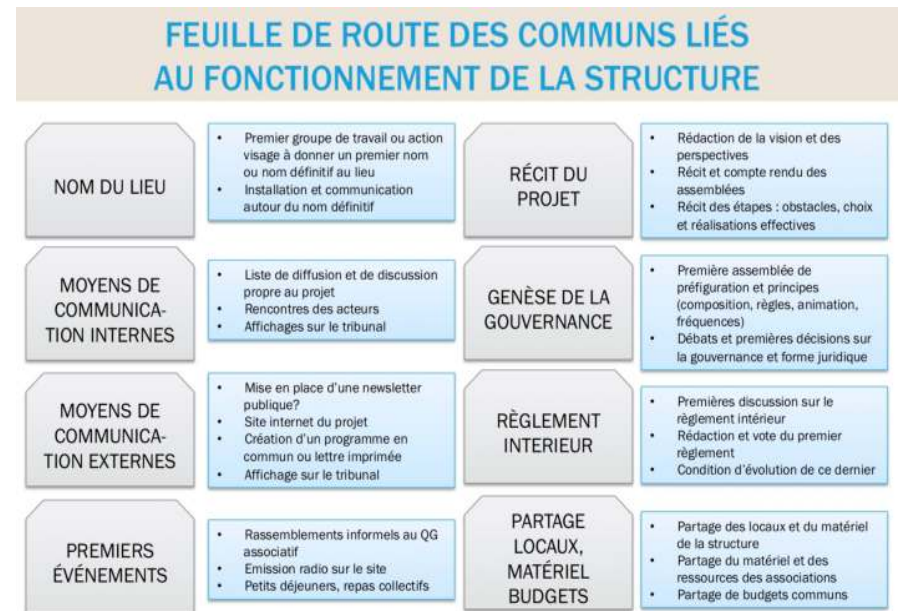 FEUILLE DE ROUTE DES COMMUNS LIÉS
AU FONCTIONNEMENT DE LA STRUCTURE
NOM DU LIEU
• Premier groupe de travail ou action
visage à donner un premier nom
ou nom définitif au lieu
• Installation et communication
autour du nom définitif
RÉCIT DU
PROJET
• Rédaction de la vision et des
perspectives
• Récit et compte rendu des
assemblées
• Récit des étapes : obstacles, choix
et réalisations effectives
MOYENS DE
COMMUNICA-
TION INTERNES
• Liste de diffusion et de discussion
propre au projet
• Rencontres des acteurs
• Affichages sur le tribunal
GENÈSE DE LA
GOUVERNANCE
• Première assemblée de
préfiguration et principes
(composition, règles, animation,
fréquences)
• Débats et premières décisions sur
la gouvernance et forme juridique
MOYENS DE
COMMUNICA-
TION EXTERNES
• Mise en place d'une newsletter
publique?
• Site internet du projet
• Création d'un programme en
commun ou lettre imprimée
• Affichage sur le tribunal
RÈGLEMENT
INTERIEUR
• Premières discussion sur le
règlement intérieur
• Rédaction et vote du premier
règlement
• Condition d'évolution de ce dernier
PREMIERS
ÉVÉNEMENTS
• Rassemblements informels au QG
associatif
• Emission radio sur le site
• Petits déjeuners, repas collectifs
PARTAGE
LOCAUX,
MATÉRIEL
BUDGETS
• Partage des locaux et du matériel
de la structure
• Partage du matériel et des
ressources des associations
• Partage de budgets communs